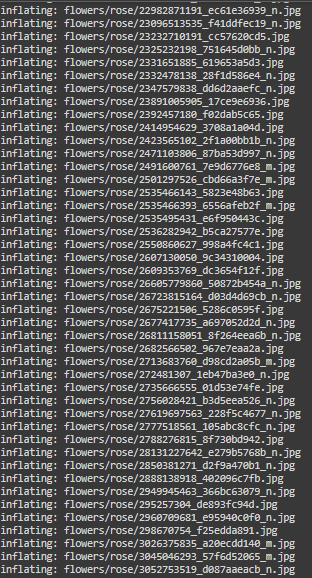 inflating: flowers/rose/22982871191_ec61e36939_n.jpg
inflating: flowers/rose/23096513535_f41ddfec19_n.jpg
inflating: flowers/rose/23232710191_cc57620cd5.jpg
inflating: flowers/rose/2325232198_751645d0bb_n.jpg
inflating: flowers/rose/2331651885_619653a5d3.jpg
inflating: flowers/rose/2332478138_28f1d586e4_n.jpg
inflating: flowers/rose/2347579838_dd6d2aaefc_n.jpg
inflating: flowers/rose/23891005905_17ce9e6936.jpg
inflating: flowers/rose/2392457180_f02dab5c65.jpg
inflating: flowers/rose/2414954629_3708a1a04d.jpg
inflating: flowers/rose/2423565102_2f1a00bb1b_n.jpg
inflating: flowers/rose/2471103806_87ba53d997_n.jpg
inflating: flowers/rose/2491600761_7e9d6776e8_m.jpg
inflating: flowers/rose/2501297526_cbd66a3f7e_m.jpg
inflating: flowers/rose/2535466143_5823e48b63.jpg
inflating: flowers/rose/2535466393_6556afeb2f_m.jpg
inflating: flowers/rose/2535495431_e6f950443c.jpg
inflating: flowers/rose/2536282942_b5ca27577e.jpg
inflating: flowers/rose/2550860627_998a4fc4c1.jpg
inflating: flowers/rose/2607130050_9c34310004.jpg
inflating: flowers/rose/2609353769_dc3654f12f.jpg
inflating: flowers/rose/26605779860_50872b454a_n.jpg
inflating: flowers/rose/26723815164_d03d4d69cb_n.jpg
inflating: flowers/rose/2675221506_5286c0595f.jpg
inflating: flowers/rose/2677417735_a697052d2d_n.jpg
inflating: flowers/rose/26811158051_8f264eea6b_n.jpg
inflating: flowers/rose/2682566502_967e7eaa2a.jpg
inflating: flowers/rose/2713683760_d98cd2a05b_m.jpg
inflating: flowers/rose/272481307_1eb47ba3e0_n.jpg
inflating: flowers/rose/2735666555_01d53e74fe.jpg
inflating: flowers/rose/2756028421_b3d5eea526_n.jpg
inflating: flowers/rose/27619697563_228f5c4677_n.jpg
inflating: flowers/rose/2777518561_105abc8cfc_n.jpg
inflating: flowers/rose/2788276815_8f730bd942.jpg
inflating: flowers/rose/28131227642_e279b5768b_n.jpg
inflating: flowers/rose/2850381271_d2f9a470b1_n.jpg
inflating: flowers/rose/2888138918_402096c7fb.jpg
inflating: flowers/rose/2949945463_366bc63079_n.jpg
inflating: flowers/rose/295257304_de893fc94d.jpg
inflating: flowers/rose/2960709681_e95940c0f0_n.jpg
inflating: flowers/rose/298670754_f25edda891.jpg
inflating: flowers/rose/3026375835_a20ecdd140_m.jpg
inflating: flowers/rose/3045046293_57f6d52065_m.jpg
inflating: flowers/rose/3052753519_d087aaeacb_n.jpg